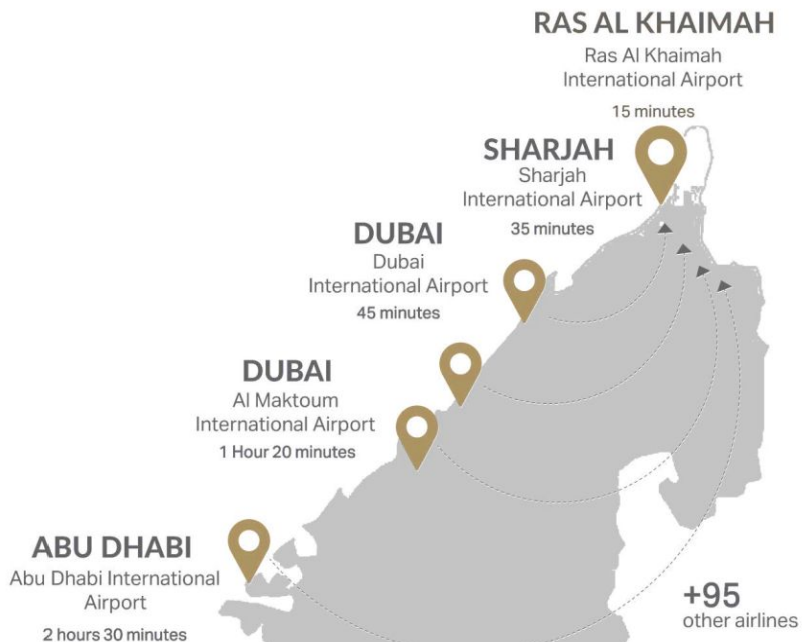 RAS AL KHAIMAH
Ras Al Khaimah
International Airport
15 minutes
SHARJAH
Sharjah
International Airport
35 minutes
DUBAI
Dubai
International Airport
45 minutes
DUBAI
Al Maktoum
International Airport
1 Hour 20 minutes
ABU DHABI
Abu Dhabi International
Airport
2 hours 30 minutes
+95
other airlines